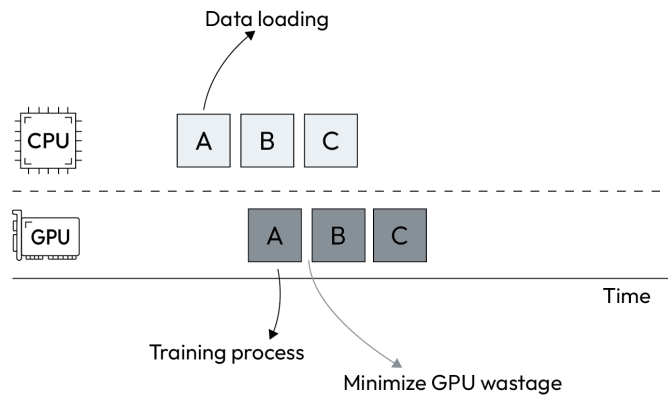 Data loading
CPU
A
B
C
GPU
A
B
C
Time
Training process
Minimize GPU wastage